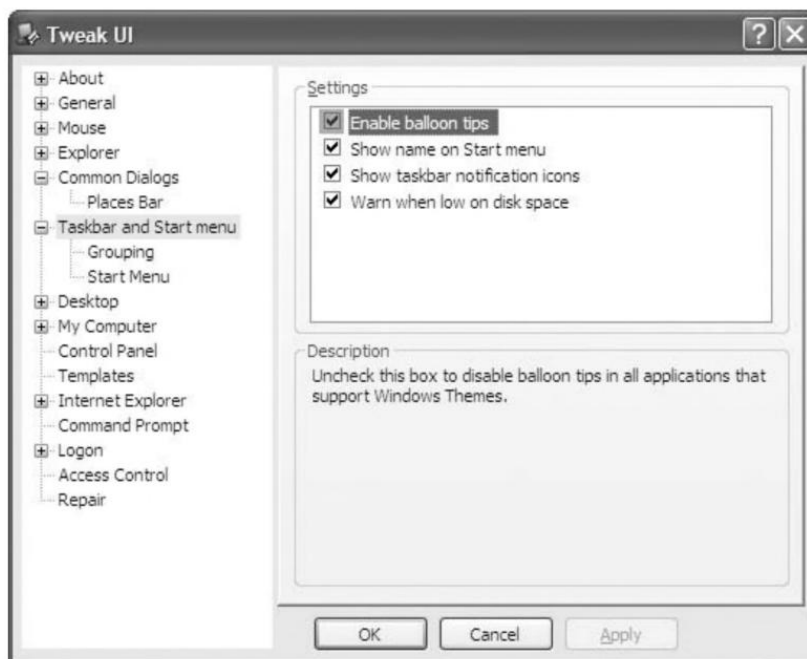 Tweak UI
About
General
Mouse
Explorer
Common Dialogs
Places Bar
Taskbar and Start menu
Grouping
Start Menu
Desktop
My Computer
Control Panel
Templates
Internet Explorer
Command Prompt
Logon
Access Control
Repair
Settings
Enable balloon tips
Show name on Start menu
Show taskbar notification icons
Warn when low on disk space
Description
Uncheck this box to disable balloon tips in all applications that
support Windows Themes.
OK
Cancel
Apply